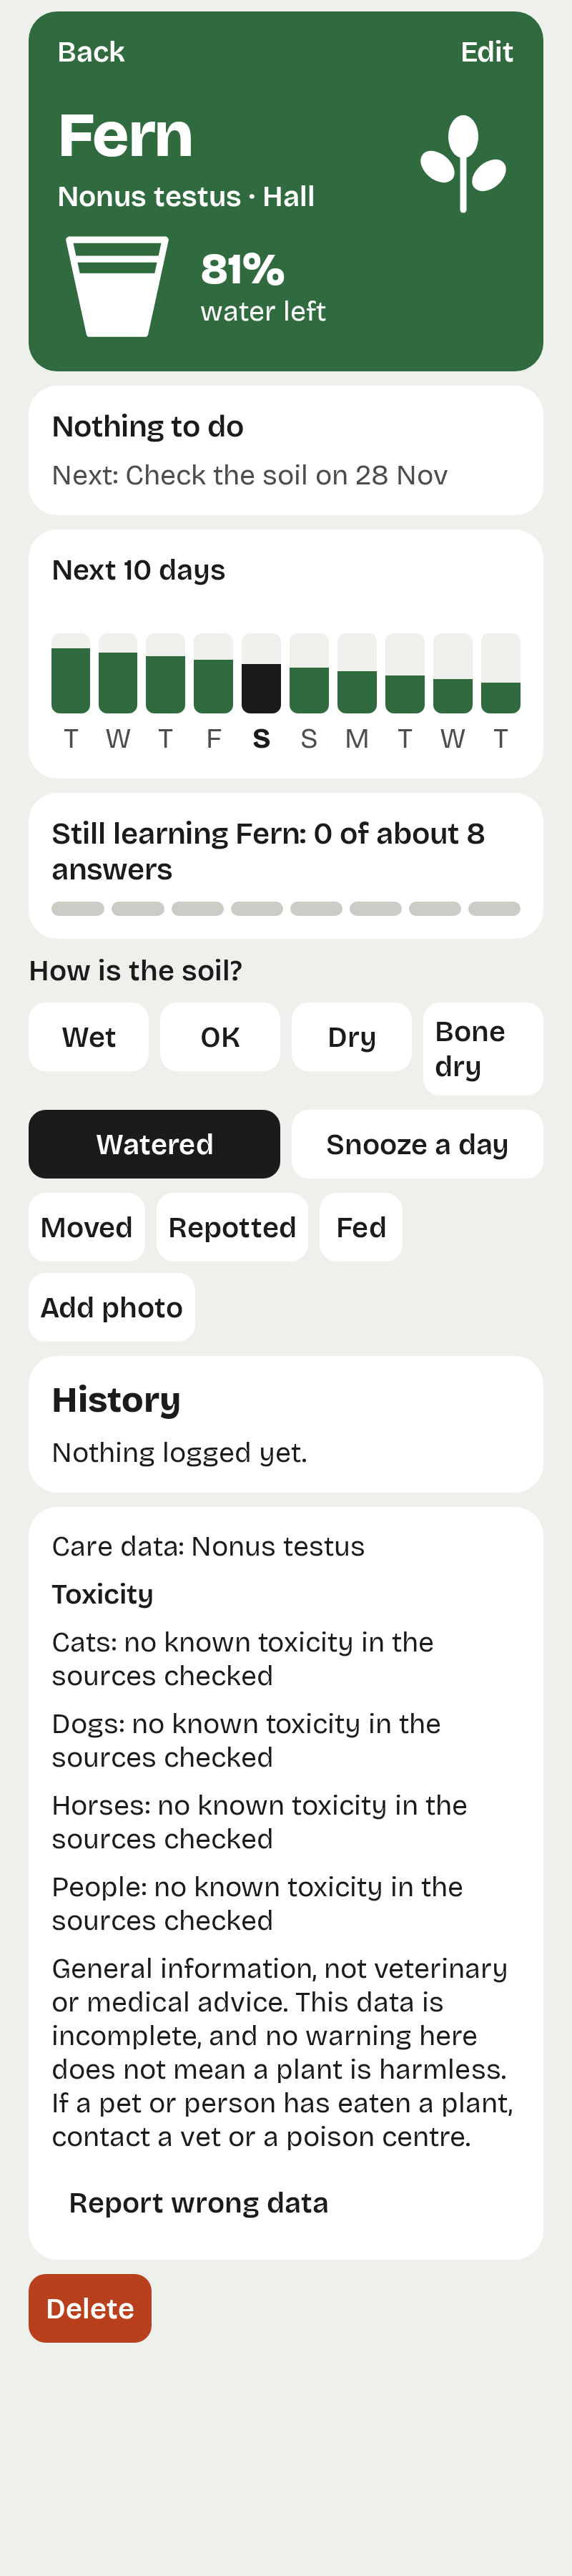 Back
Edit
Fern
Nonus testus · Hall
81%
water left
Nothing to do
Next: Check the soil on 28 Nov
Next 10 days
T W T F S S M T W T
Still learning Fern: 0 of about 8
answers
How is the soil?
Wet
OK
Dry
Bone
dry
Watered
Snooze a day
Moved
Repotted
Fed
Add photo
History
Nothing logged yet.
Care data: Nonus testus
Toxicity
Cats: no known toxicity in the
sources checked
Dogs: no known toxicity in the
sources checked
Horses: no known toxicity in the
sources checked
People: no known toxicity in the
sources checked
General information, not veterinary
or medical advice. This data is
incomplete, and no warning here
does not mean a plant is harmless.
If a pet or person has eaten a plant,
contact a vet or a poison centre.
Report wrong data
Delete